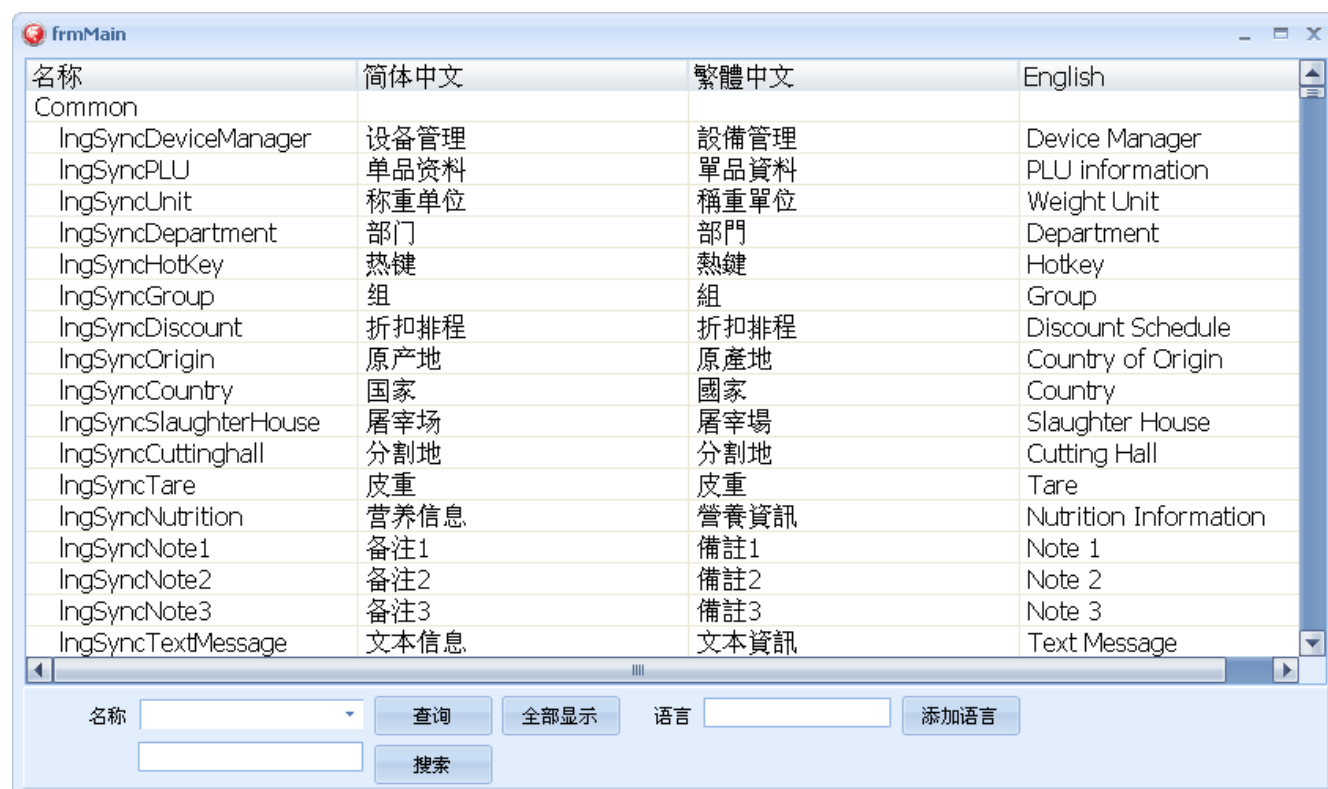 frmMain
名称 简体中文 繁體中文 English
Common
lngSyncDeviceManager 设备管理 設備管理 Device Manager
lngSyncPLU 单品资料 單品資料 PLU information
lngSyncUnit 称重单位 稱重單位 Weight Unit
lngSyncDepartment 部门 部門 Department
lngSyncHotKey 热键 熱鍵 Hotkey
lngSyncGroup 组 組 Group
lngSyncDiscount 折扣排程 折扣排程 Discount Schedule
lngSyncOrigin 原产地 原產地 Country of Origin
lngSyncCountry 国家 國家 Country
lngSyncSlaughterHouse 屠宰场 屠宰場 Slaughter House
lngSyncCuttinghall 分割地 分割地 Cutting Hall
lngSyncTare 皮重 皮重 Tare
lngSyncNutrition 营养信息 營養資訊 Nutrition Information
lngSyncNote1 备注1 備註1 Note 1
lngSyncNote2 备注2 備註2 Note 2
lngSyncNote3 备注3 備註3 Note 3
lngSyncTextMessage 文本信息 文本資訊 Text Message
名称 查询 全部显示 语言 添加语言
搜索